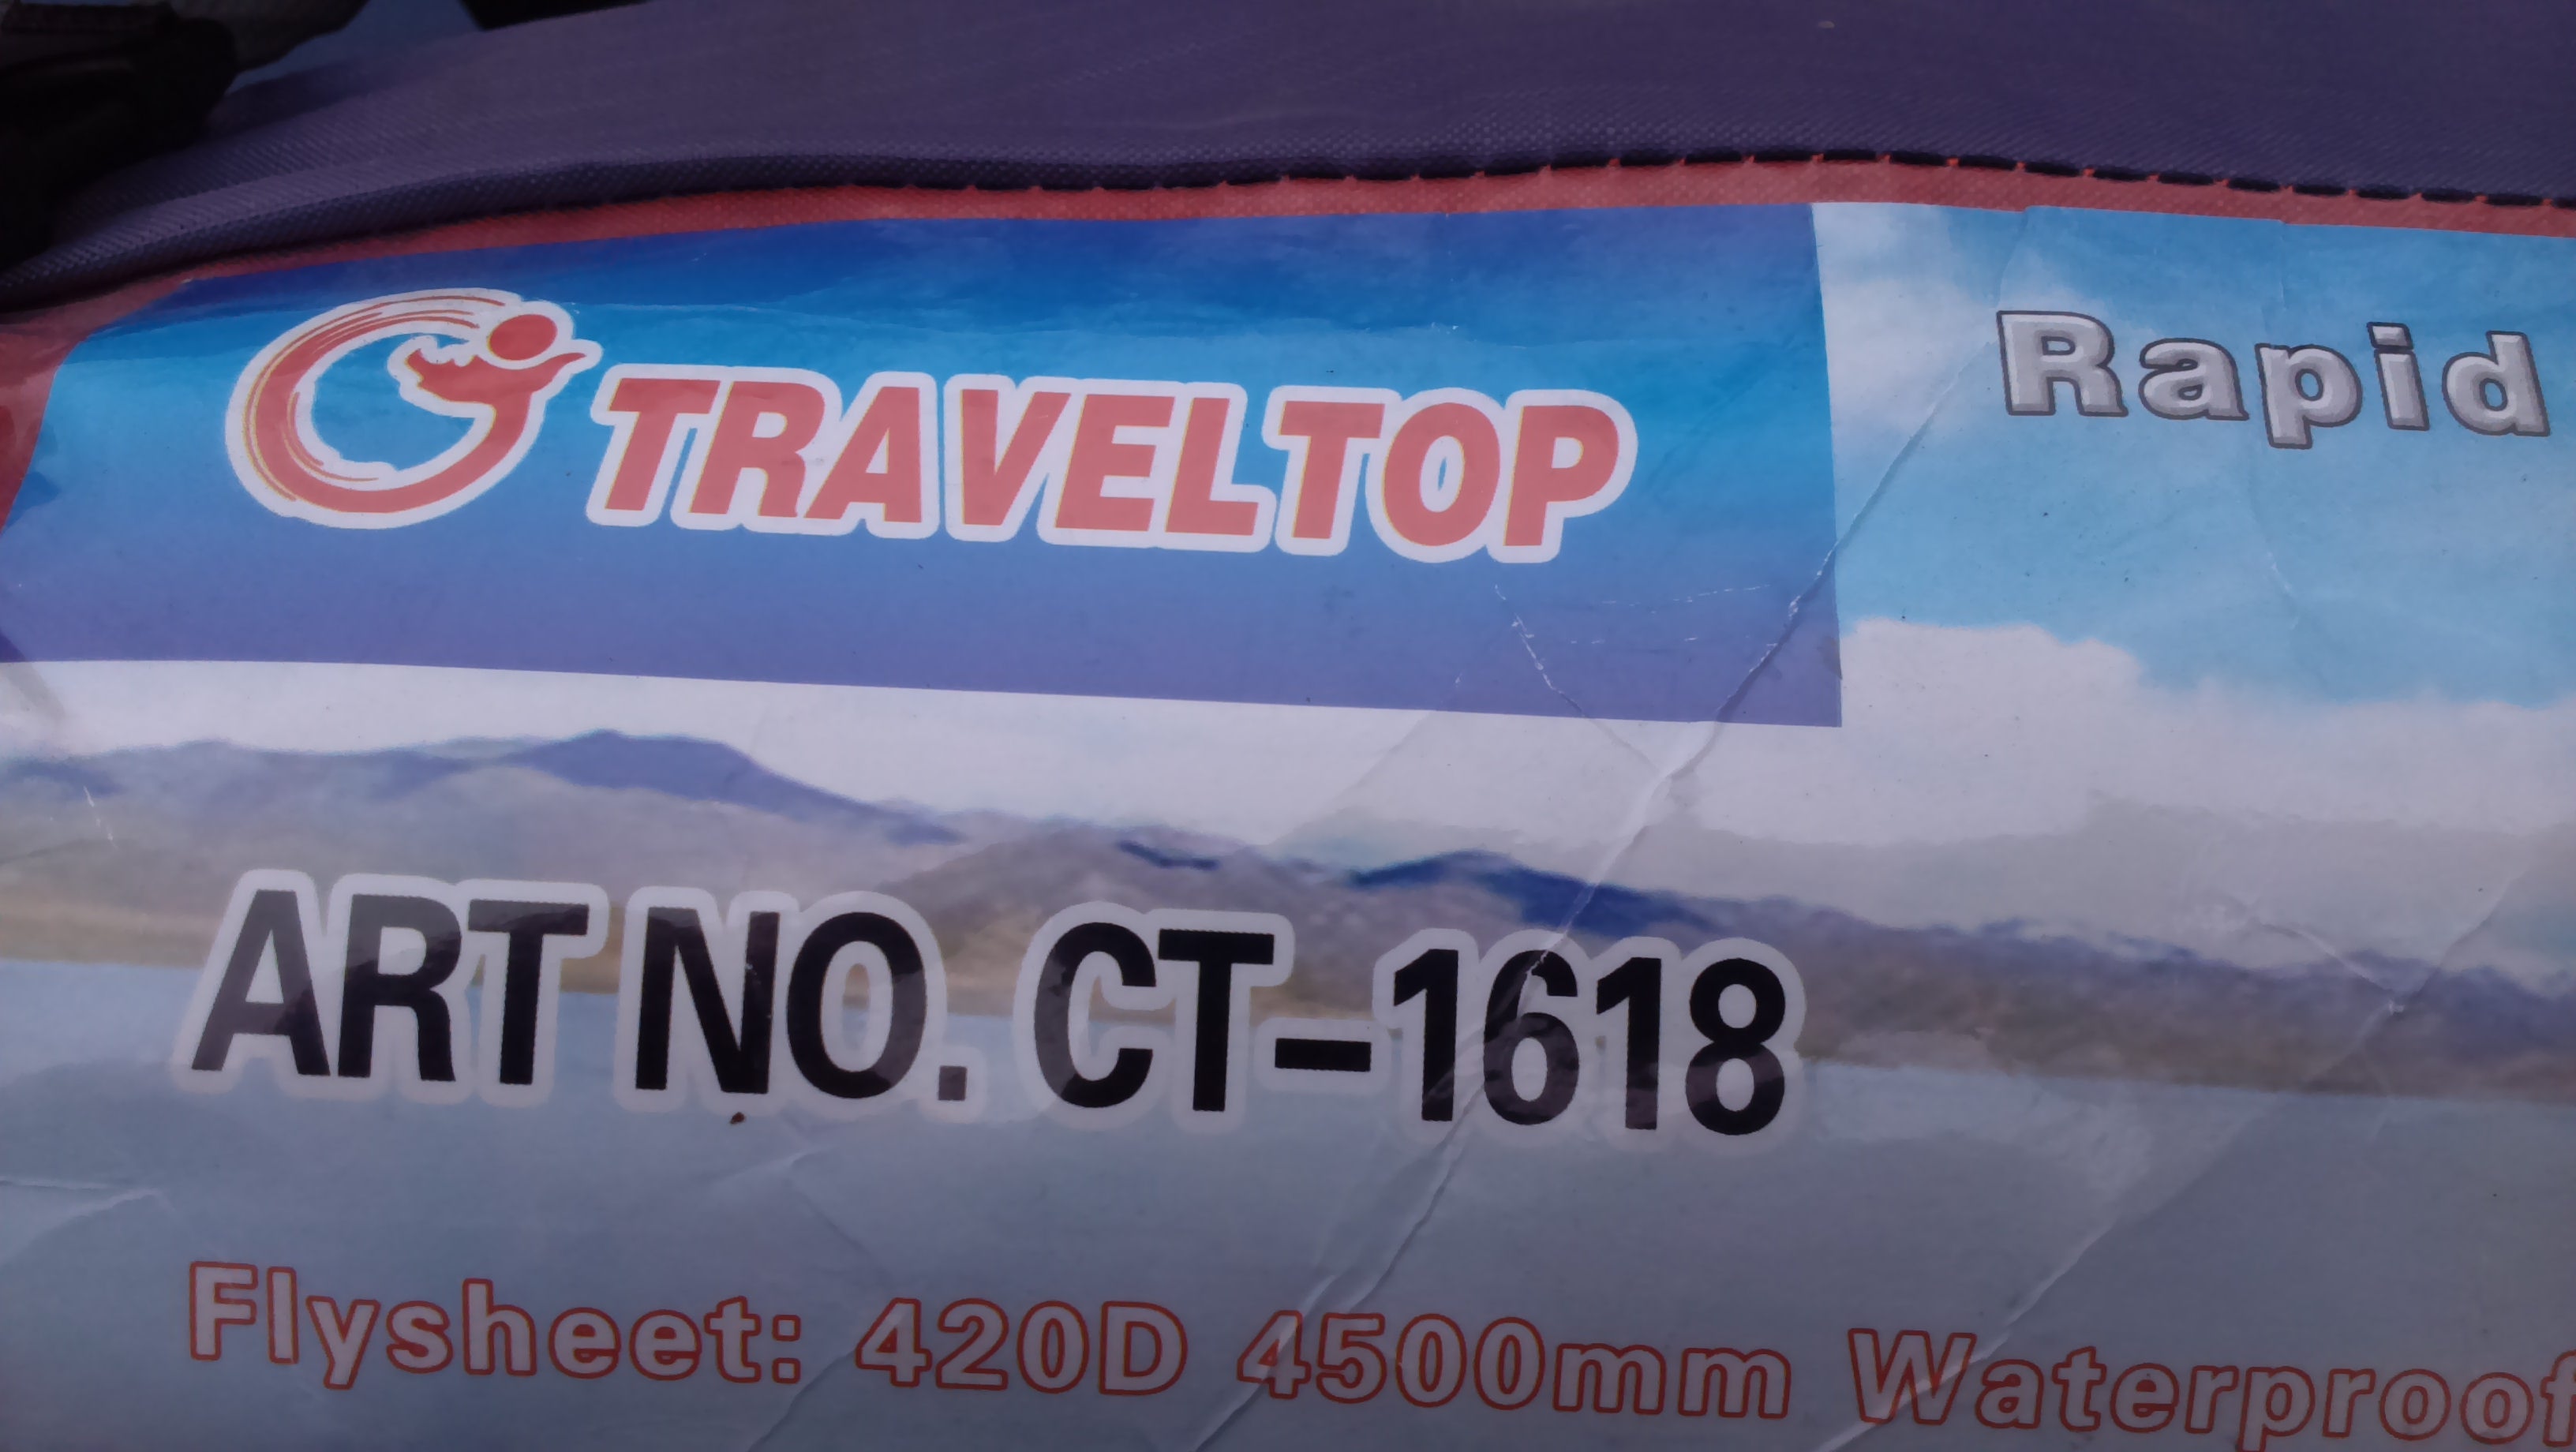 TRAVELTOP
Rapid
ART NO. CT-1618
Flysheet: 420D 4500mm Waterproof